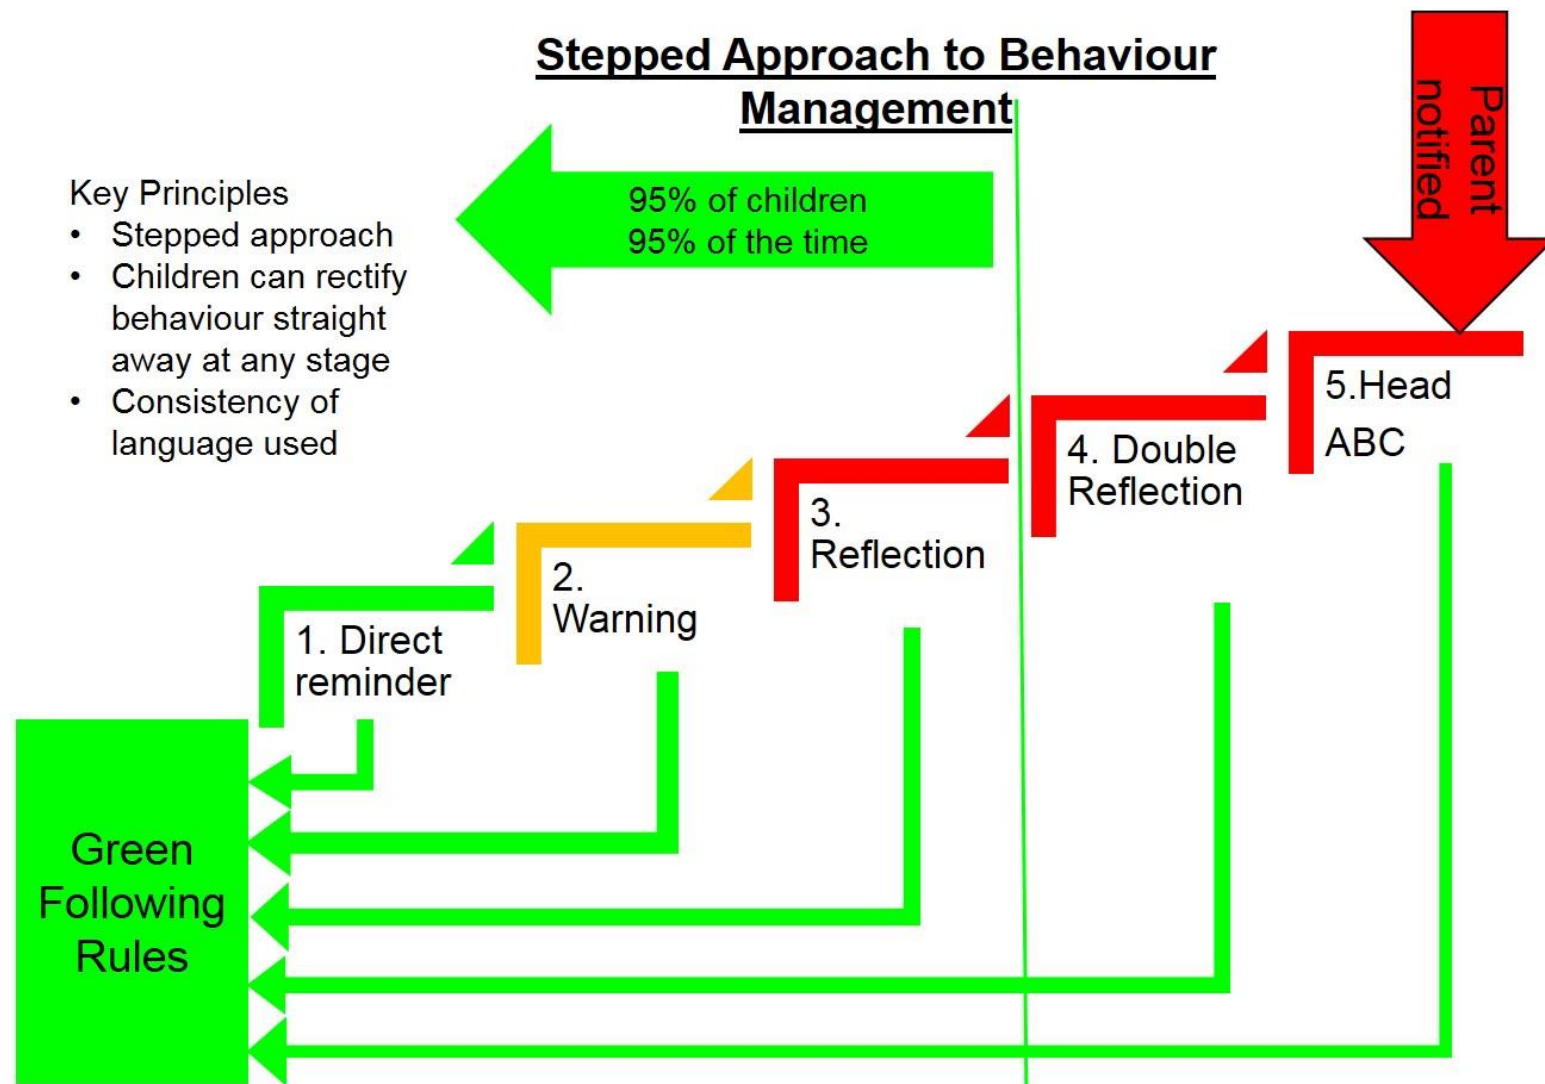 Stepped Approach to Behaviour
Management
Parent
notified
Key Principles
• Stepped approach
• Children can rectify
behaviour straight
away at any stage
• Consistency of
language used
95% of children
95% of the time
1. Direct
reminder
2.
Warning
3.
Reflection
4. Double
Reflection
5.Head
ABC
Green
Following
Rules